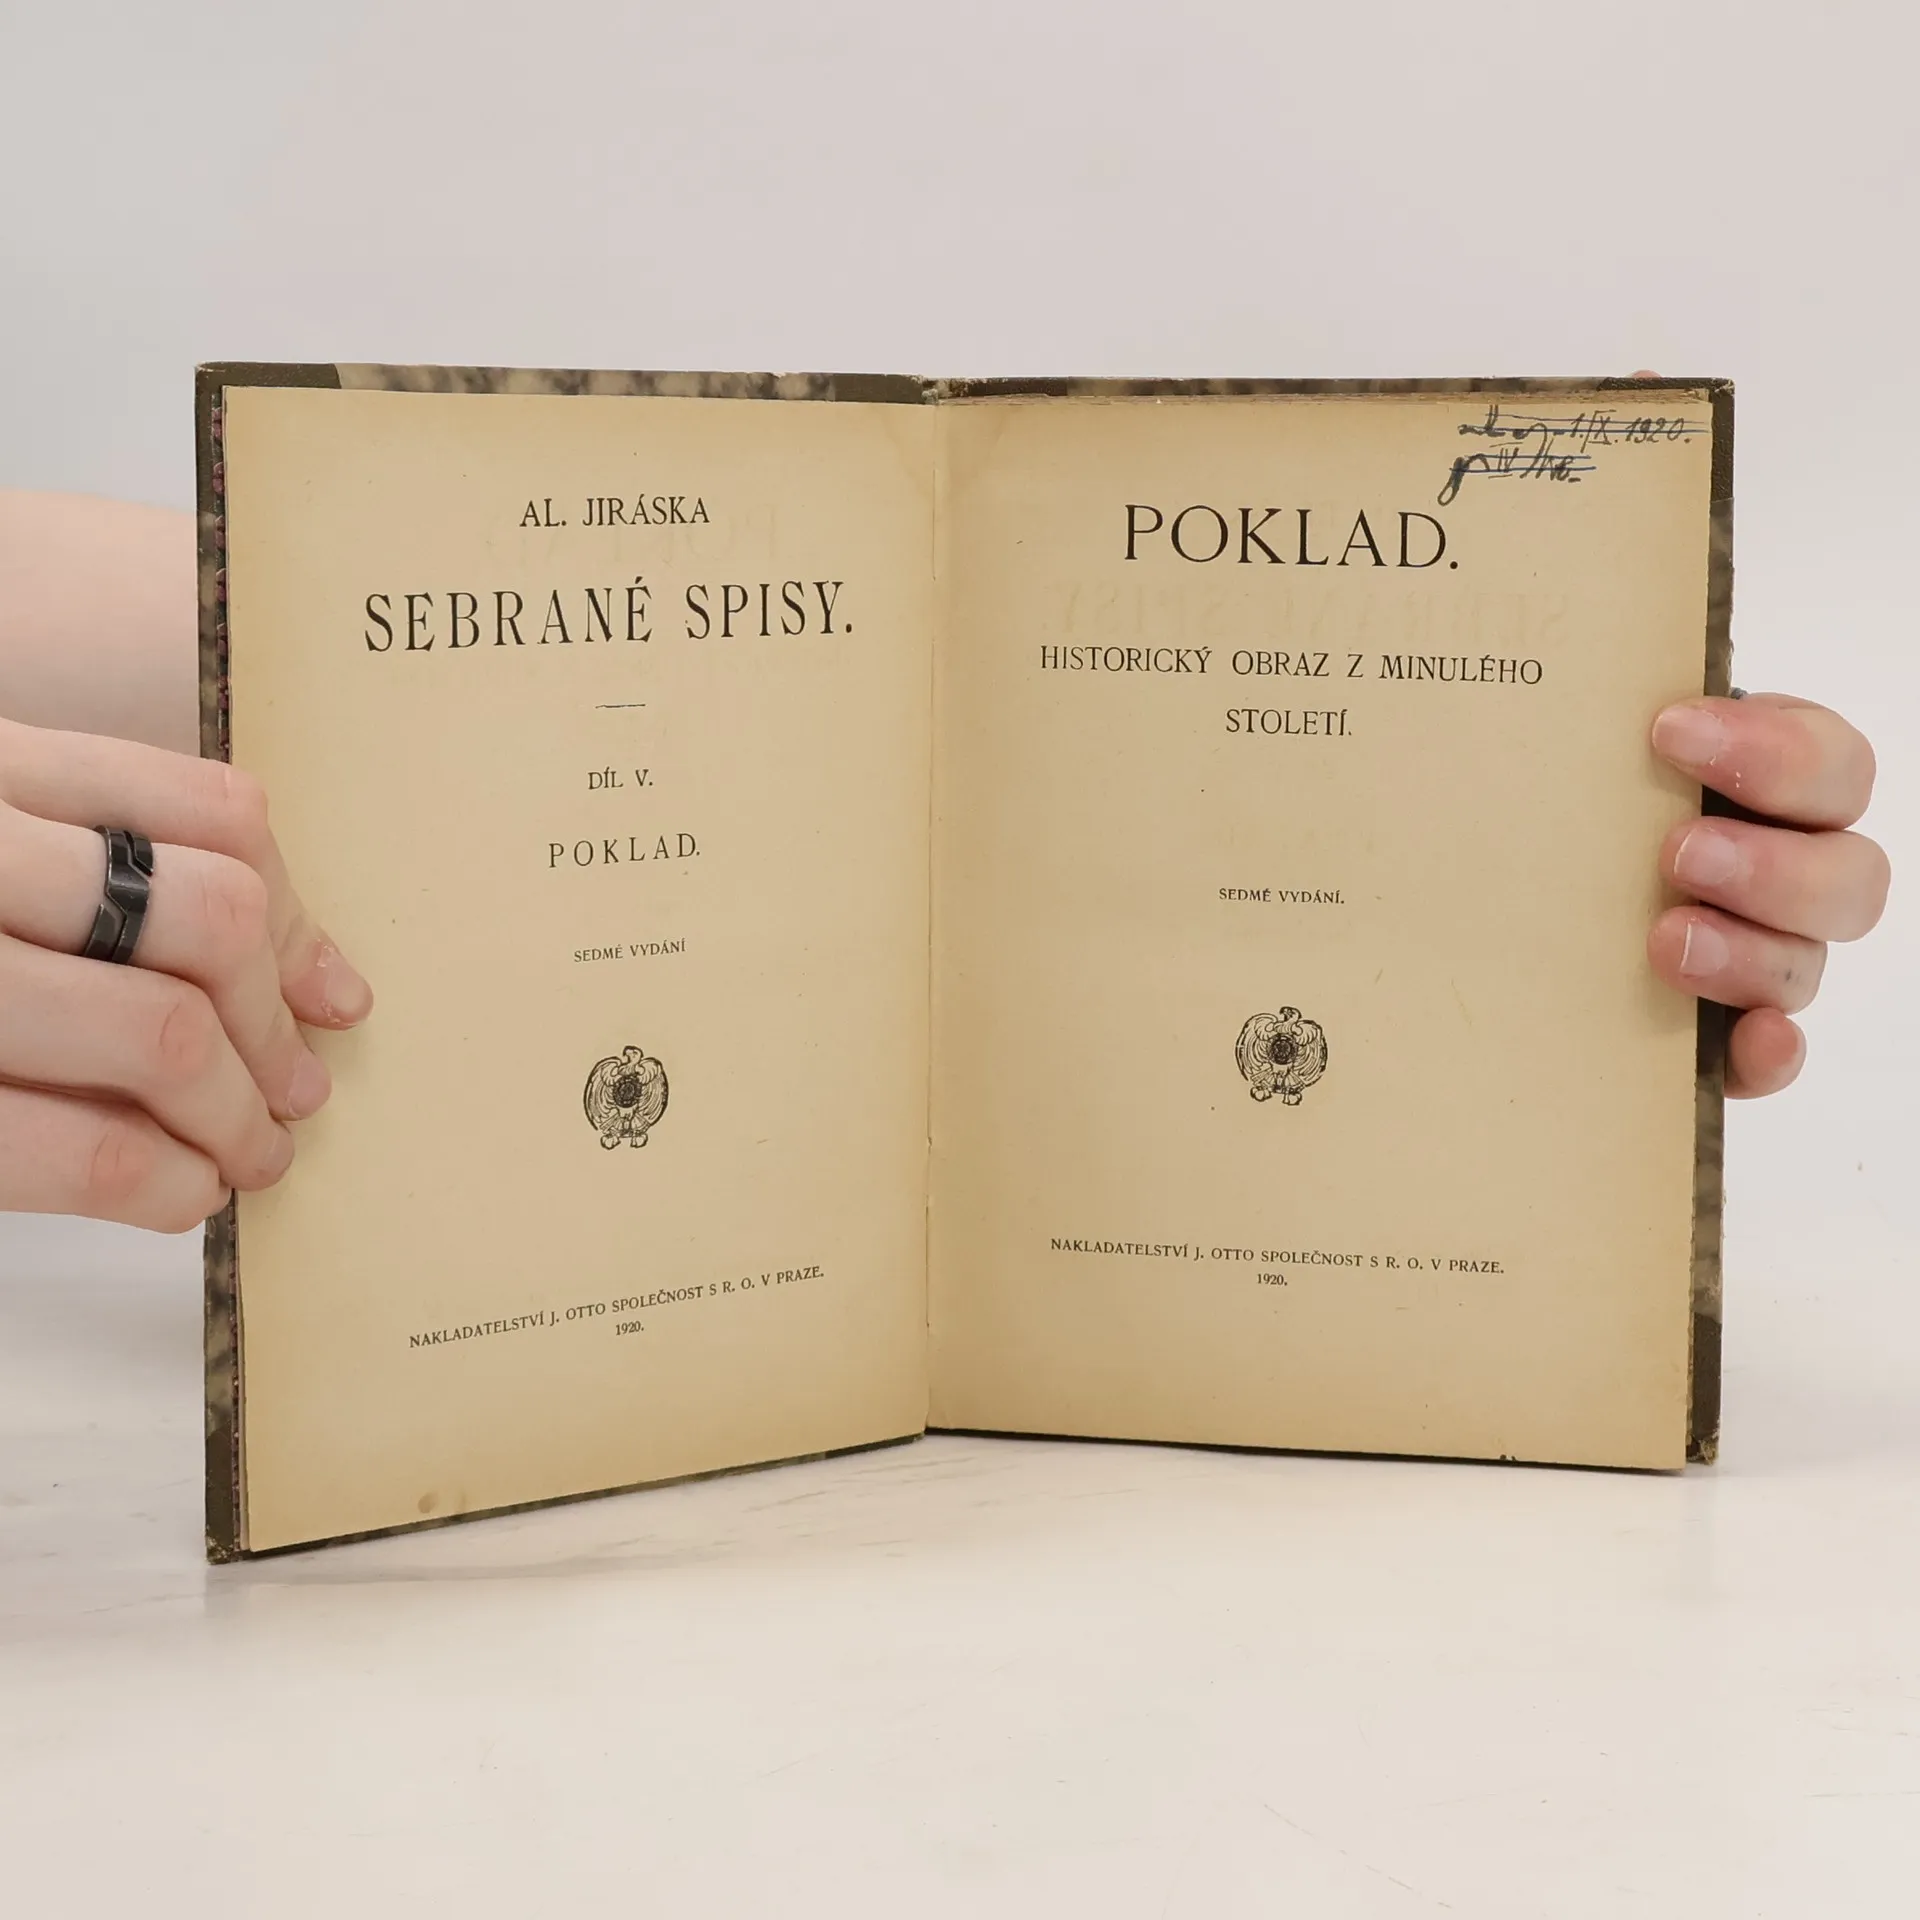 AL. JIRÁSKA
SEBRANÉ SPISY.
DÍL V.
POKLAD.
SEDMÉ VYDÁNÍ
NAKLADATELSTVÍ J. OTTO SPOLEČNOST S R. O. V PRAZE.
1920.
1./IX. 1920.
IV
POKLAD.
HISTORICKÝ OBRAZ Z MINULÉHO
STOLETÍ.
SEDMÉ VYDÁNÍ.
NAKLADATELSTVÍ J. OTTO SPOLEČNOST S R. O. V PRAZE.
1920.